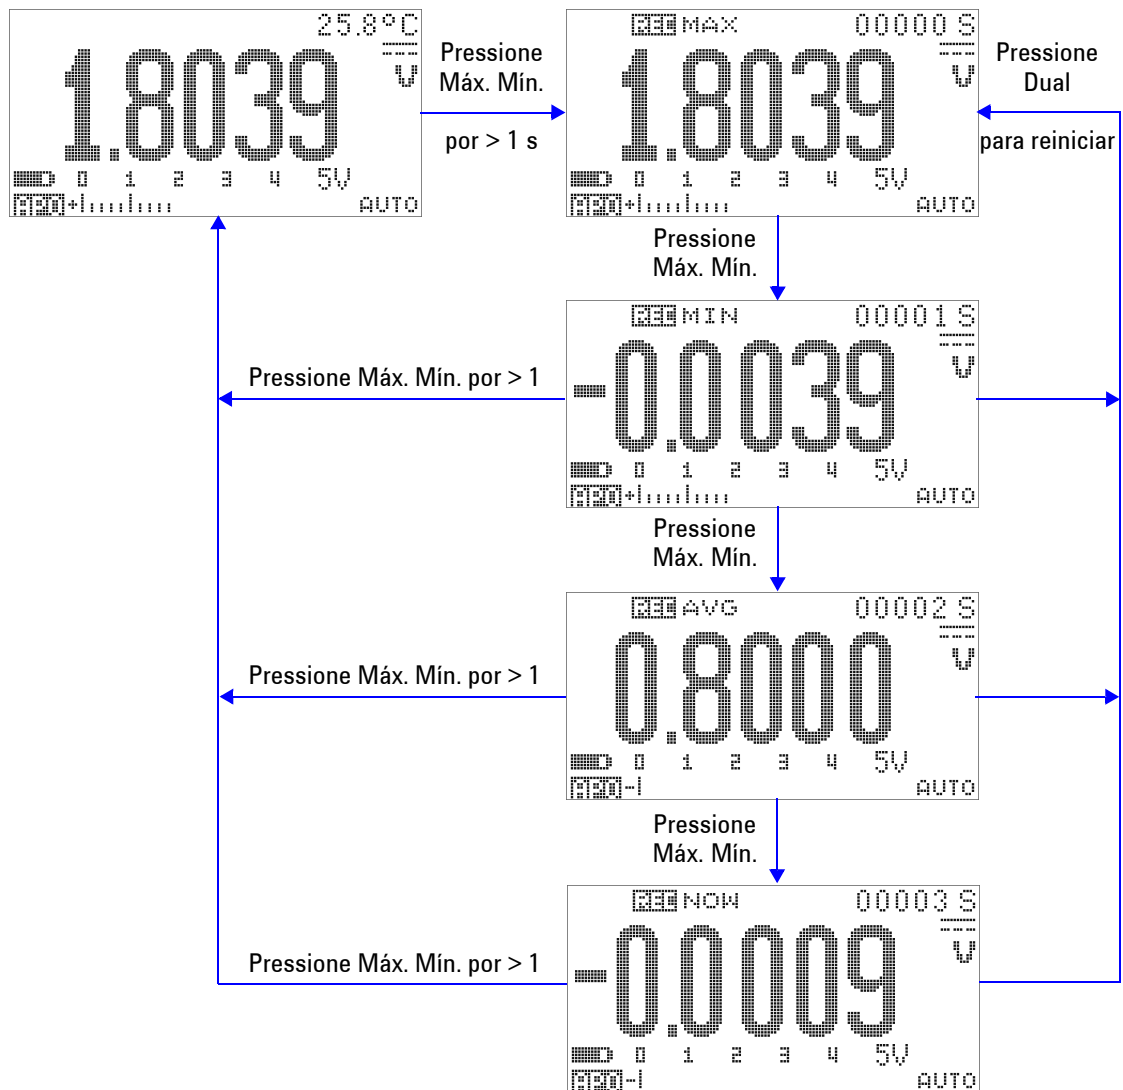 25.8°C
1.8039
V
0 1 2 3 4 5V
APO
AUTO
Pressione
Máx. Mín.
por > 1 s
REC MAX 00000 S
1.8039
V
0 1 2 3 4 5V
APO
AUTO
Pressione
Dual
para reiniciar
Pressione
Máx. Mín.
REC MIN 00001 S
-0.0039
V
0 1 2 3 4 5V
APO
AUTO
Pressione Máx. Mín. por > 1
Pressione
Máx. Mín.
REC AVG 00002 S
0.8000
V
0 1 2 3 4 5V
APO
AUTO
Pressione Máx. Mín. por > 1
Pressione
Máx. Mín.
REC NOW 00003 S
-0.0009
V
0 1 2 3 4 5V
APO
AUTO
Pressione Máx. Mín. por > 1